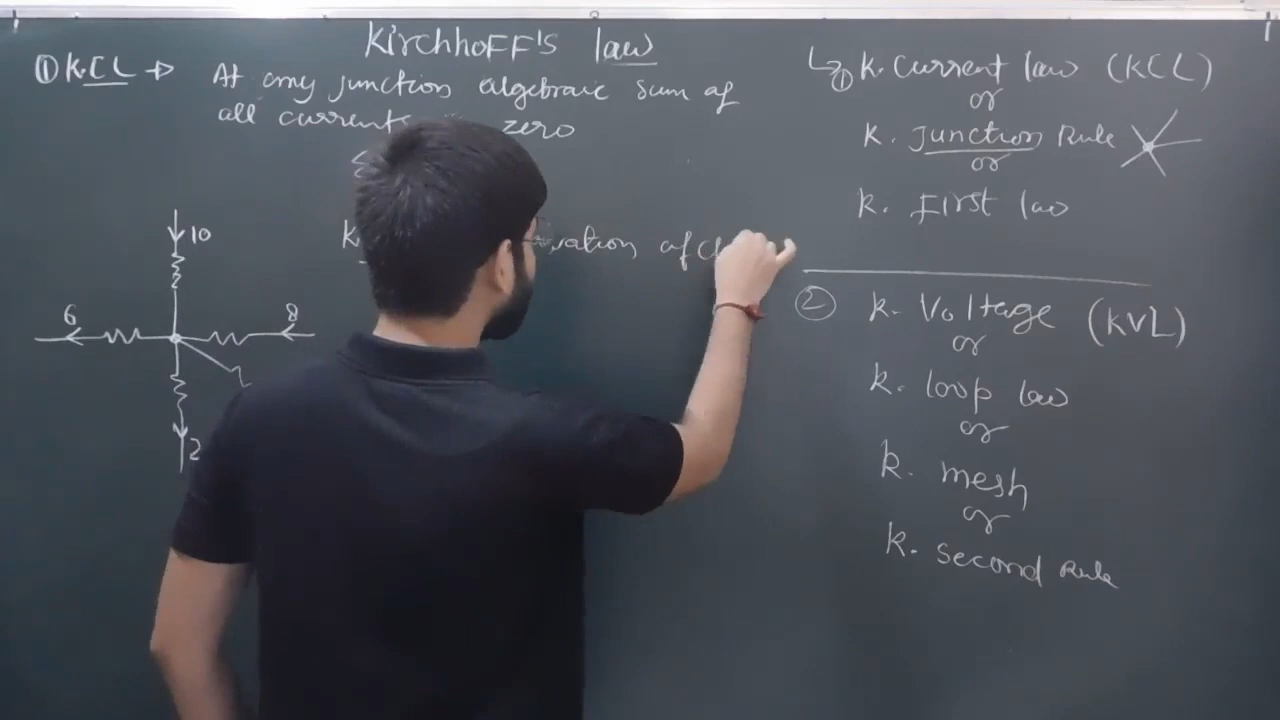 Kirchhoff's law
① K.CL → At any junction algebraic sum of
all current zero
K vation of
10
6
8
2
↳ ① K. Current law (KCL)
or
K. Junction Rule
or
K. First law
② K. Voltage (KVL)
or
K. loop law
or
K. mesh
or
K. Second Rule